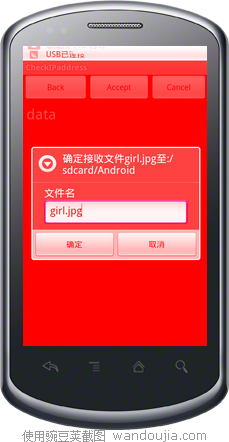 USB已连接
CheckIPaddress
Back Accept Cancel
data
确定接收文件girl.jpg至:/
sdcard/Android
文件名
girl.jpg
确定 取消
使用豌豆荚截图 wandoujia.com